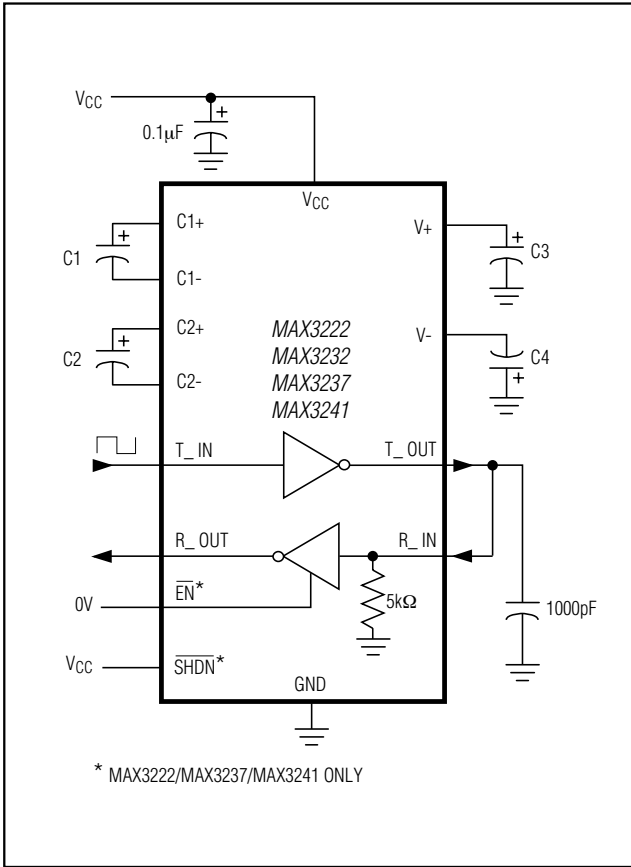 VCC
0.1µF
+
VCC
C1+
V+
+
C1
+
C3
C1-
C2+
V-
C2
+
C4
+
C2-
MAX3222
MAX3232
MAX3237
MAX3241
T_ IN
T_ OUT
R_ OUT
R_ IN
0V
EN*
5kΩ
1000pF
VCC
SHDN*
GND
* MAX3222/MAX3237/MAX3241 ONLY